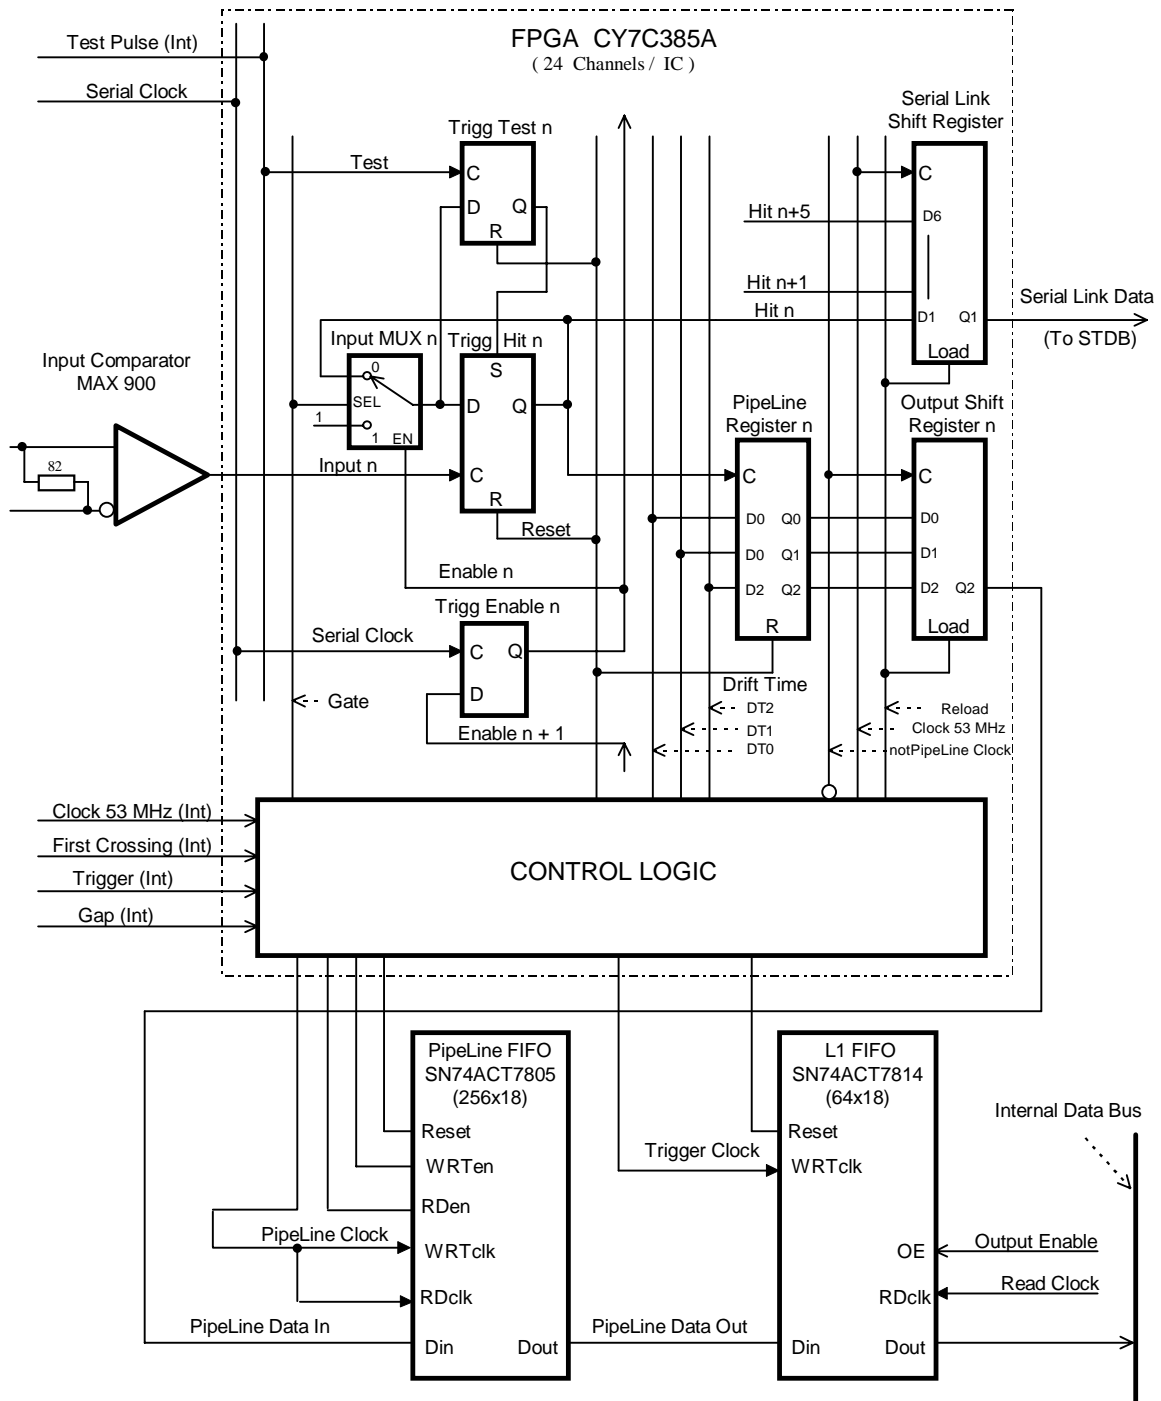 FPGA CY7C385A
( 24 Channels / IC )
Test Pulse (Int)
Serial Clock
Serial Link
Shift Register
Trigg Test n
Test
C
D
Q
R
C
Hit n+5
D6
Hit n+1
Hit n
D1
Q1
Load
Serial Link Data
(To STDB)
Input MUX n
0
SEL
1
1
EN
Trigg Hit n
S
D
Q
C
R
Reset
Input Comparator
MAX 900
82
Input n
PipeLine
Register n
C
D0
Q0
D0
Q1
D2
Q2
R
Output Shift
Register n
C
D0
D1
D2
Q2
Load
Enable n
Trigg Enable n
Serial Clock
C
Q
D
Enable n + 1
Gate
Drift Time
DT2
DT1
DT0
Reload
Clock 53 MHz
notPipeLine Clock
Clock 53 MHz (Int)
First Crossing (Int)
Trigger (Int)
Gap (Int)
CONTROL LOGIC
PipeLine FIFO
SN74ACT7805
(256x18)
Reset
WRTen
RDen
PipeLine Clock
WRTclk
RDclk
PipeLine Data In
Din
Dout
PipeLine Data Out
L1 FIFO
SN74ACT7814
(64x18)
Reset
Trigger Clock
WRTclk
OE
Output Enable
RDclk
Read Clock
Din
Dout
Internal Data Bus